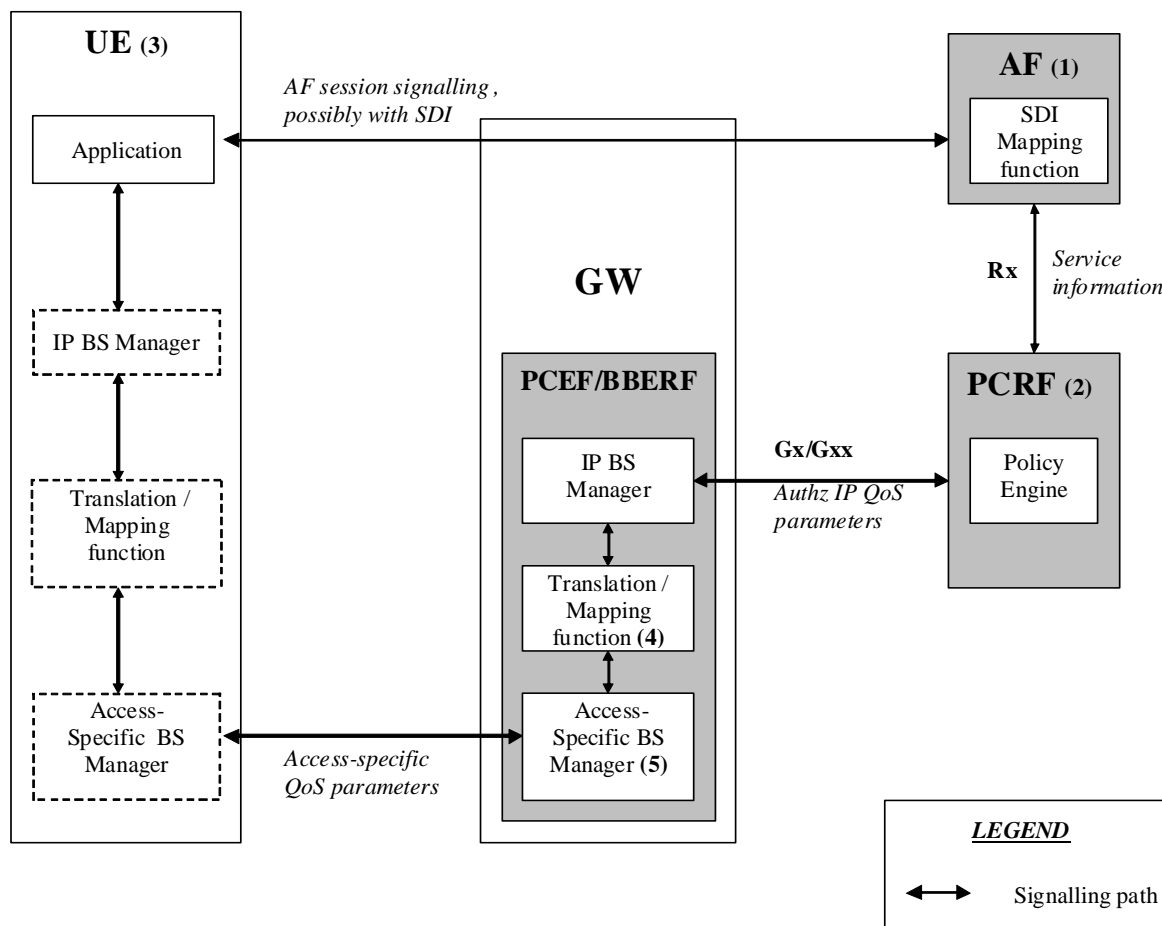 UE (3)
AF session signalling ,
possibly with SDI
AF (1)
SDI
Mapping
function
Application
Rx
Service
information
GW
IP BS Manager
PCEF/BBERF
PCRF (2)
IP BS
Manager
Gx/Gxx
Authz IP QoS
parameters
Policy
Engine
Translation /
Mapping
function
Translation /
Mapping
function (4)
Access-
Specific BS
Manager
Access-specific
QoS parameters
Access-
Specific BS
Manager (5)
LEGEND
Signalling path